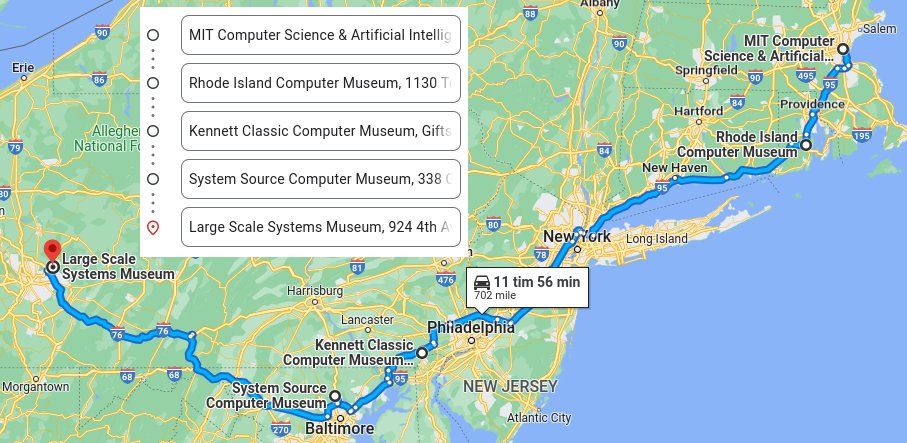 MIT Computer Science & Artificial Intellig
Rhode Island Computer Museum, 1130 T
Kennett Classic Computer Museum, Gifts
System Source Computer Museum, 338
Large Scale Systems Museum, 924 4th A
90
Erie
79
Allegheny
National Fo
80
Albany
Salem
MIT Computer
Science & Artificial...
90
Springfield
495
95
84
Hartford
Providence
88
84
195
Rhode Island
Computer Museum
New Haven
95
80
New York
Long Island
78
81
476
11 tim 56 min
702 mile
Large Scale
Systems Museum
Harrisburg
76
76
Lancaster
Philadelphia
Kennett Classic
Computer Museum...
68
68
95
Morgantown
System Source
Computer Museum
NEW JERSEY
Atlantic City
270
Baltimore